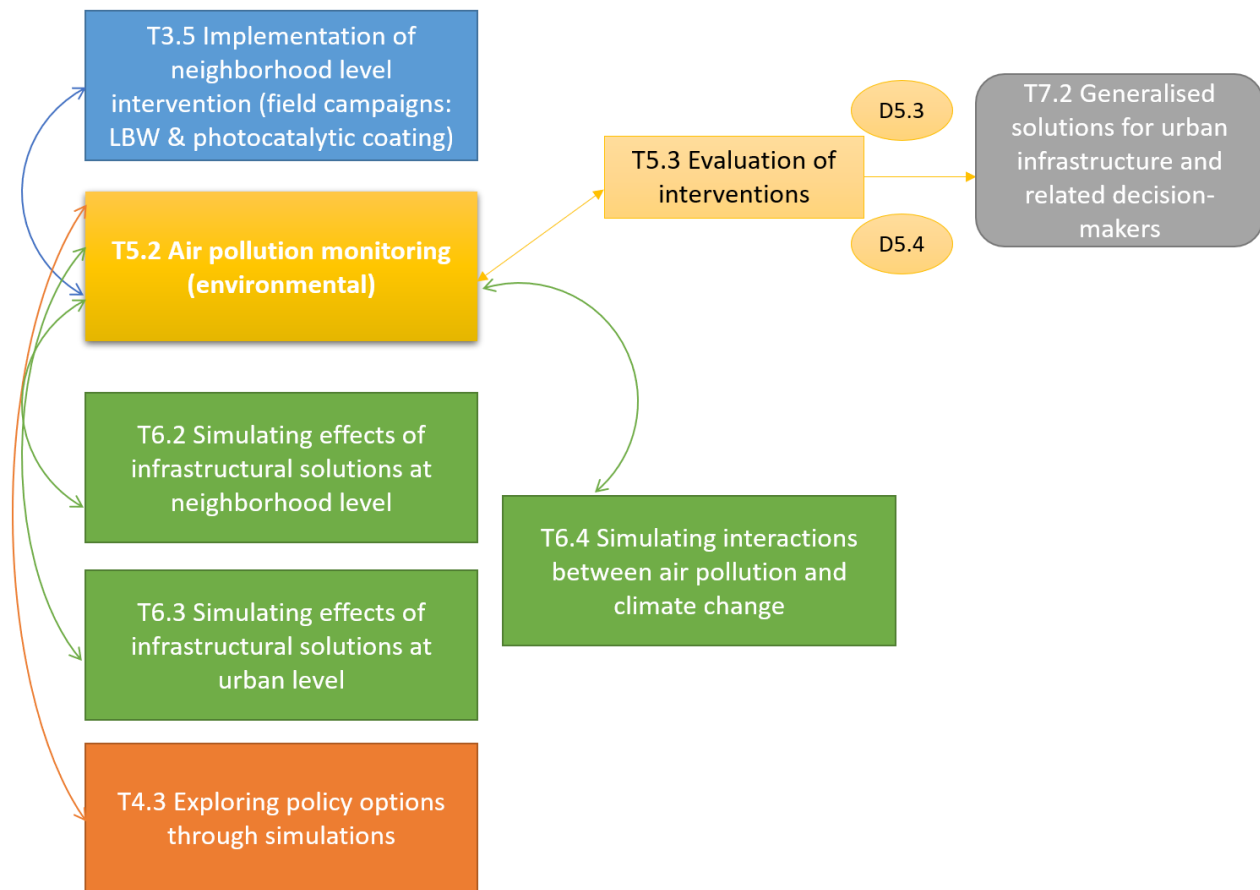 T3.5 Implementation of
neighborhood level
intervention (field campaigns:
LBW & photocatalytic coating)
T5.2 Air pollution monitoring
(environmental)
T6.2 Simulating effects of
infrastructural solutions at
neighborhood level
T6.3 Simulating effects of
infrastructural solutions at
urban level
T4.3 Exploring policy options
through simulations
T5.3 Evaluation of
interventions
T6.4 Simulating interactions
between air pollution and
climate change
D5.3
D5.4
T7.2 Generalised
solutions for urban
infrastructure and
related decision-
makers